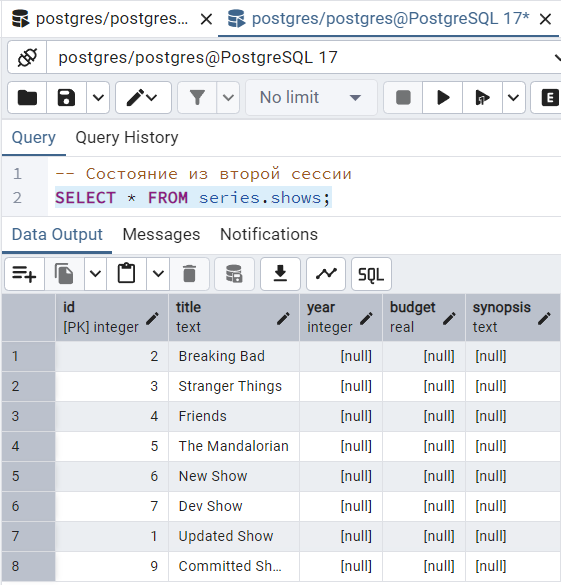 postgres/postgres... postgres/postgres@PostgreSQL 17*
postgres/postgres@PostgreSQL 17
No limit E
Query Query History
1 -- Состояние из второй сессии
2 SELECT * FROM series.shows;
Data Output Messages Notifications
SQL
id title year budget synopsis
[PK] integer text integer real text
1 2 Breaking Bad [null] [null] [null]
2 3 Stranger Things [null] [null] [null]
3 4 Friends [null] [null] [null]
4 5 The Mandalorian [null] [null] [null]
5 6 New Show [null] [null] [null]
6 7 Dev Show [null] [null] [null]
7 1 Updated Show [null] [null] [null]
8 9 Committed Sh... [null] [null] [null]